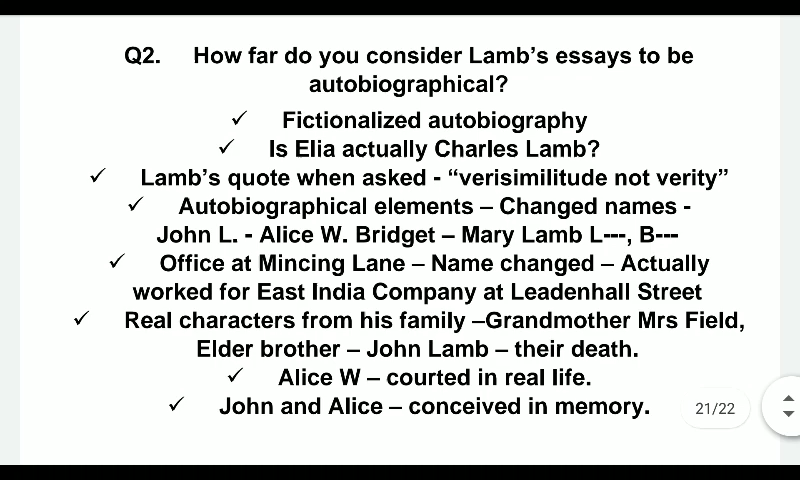 Q2. How far do you consider Lamb's essays to be
autobiographical?
✓ Fictionalized autobiography
✓ Is Elia actually Charles Lamb?
✓ Lamb's quote when asked - “verisimilitude not verity”
✓ Autobiographical elements – Changed names -
John L. - Alice W. Bridget – Mary Lamb L---, B---
✓ Office at Mincing Lane – Name changed – Actually
worked for East India Company at Leadenhall Street
✓ Real characters from his family –Grandmother Mrs Field,
Elder brother – John Lamb – their death.
✓ Alice W – courted in real life.
✓ John and Alice – conceived in memory.
21/22